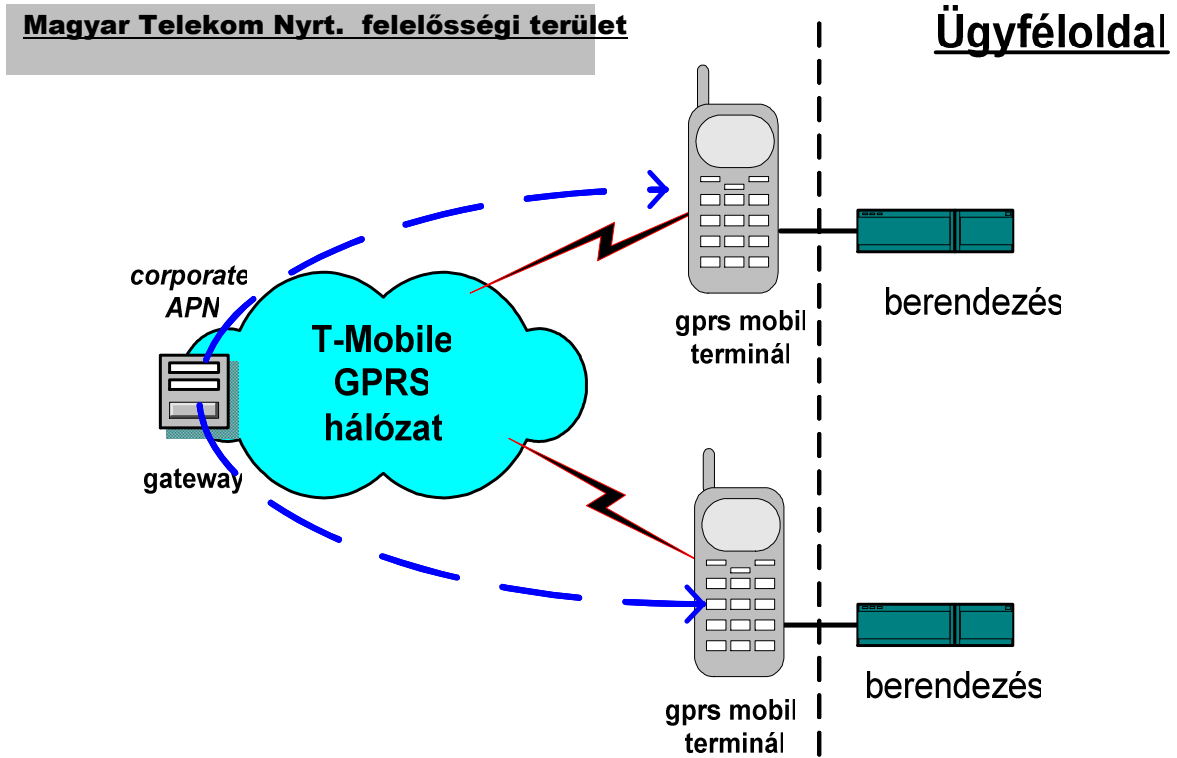 Magyar Telekom Nyrt. felelősségi terület
Ügyféloldal
corporate
APN
T-Mobile
GPRS
hálózat
gateway
gprs mobil
terminál
berendezés
gprs mobil
terminál
berendezés